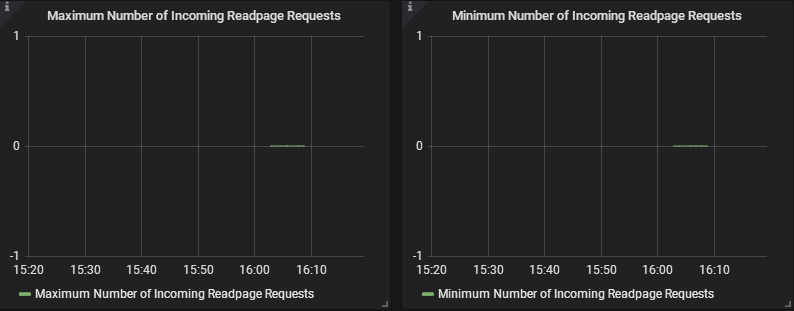 i
Maximum Number of Incoming Readpage Requests
1
0
-1
15:20 15:30 15:40 15:50 16:00 16:10
Maximum Number of Incoming Readpage Requests
i
Minimum Number of Incoming Readpage Requests
1
0
-1
15:20 15:30 15:40 15:50 16:00 16:10
Minimum Number of Incoming Readpage Requests